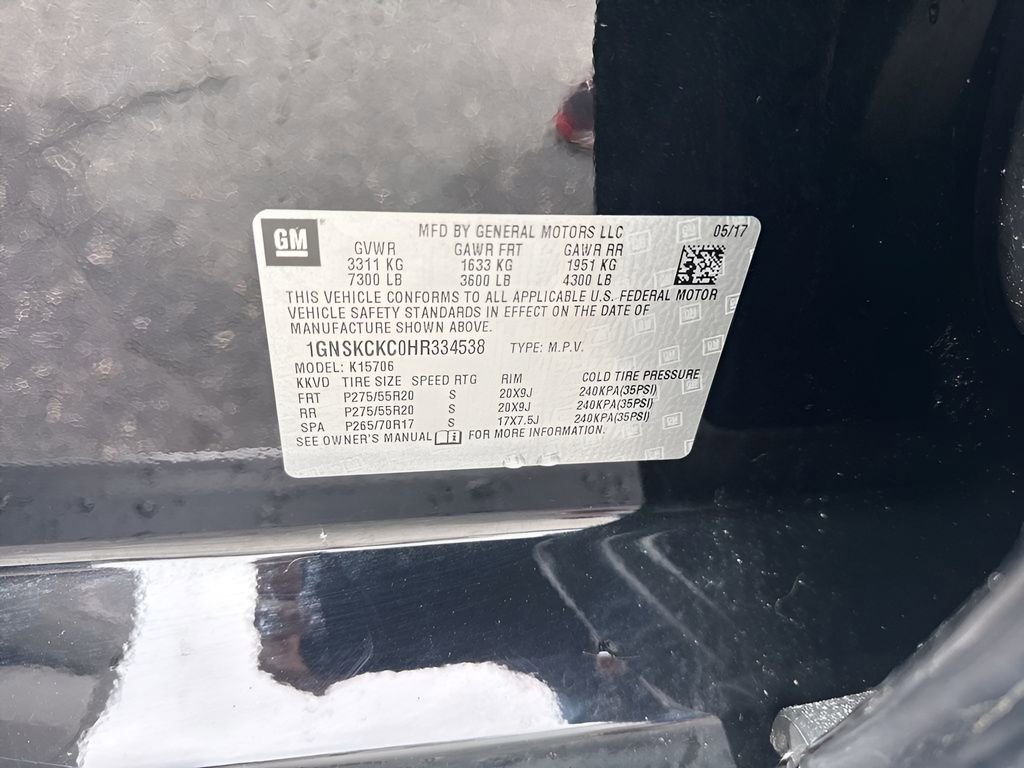 GM
MFD BY GENERAL MOTORS LLC 05/17
GVWR GAWR FRT GAWR RR
3311 KG 1633 KG 1951 KG
7300 LB 3600 LB 4300 LB
THIS VEHICLE CONFORMS TO ALL APPLICABLE U.S. FEDERAL MOTOR
VEHICLE SAFETY STANDARDS IN EFFECT ON THE DATE OF
MANUFACTURE SHOWN ABOVE.
1GNSKCKC0HR334538 TYPE: M.P.V.
MODEL: K15706
KKVD TIRE SIZE SPEED RTG RIM COLD TIRE PRESSURE
FRT P275/55R20 S 20X9J 240KPA(35PSI)
RR P275/55R20 S 20X9J 240KPA(35PSI)
SPA P265/70R17 S 17X7.5J 240KPA(35PSI)
SEE OWNER'S MANUAL FOR MORE INFORMATION.